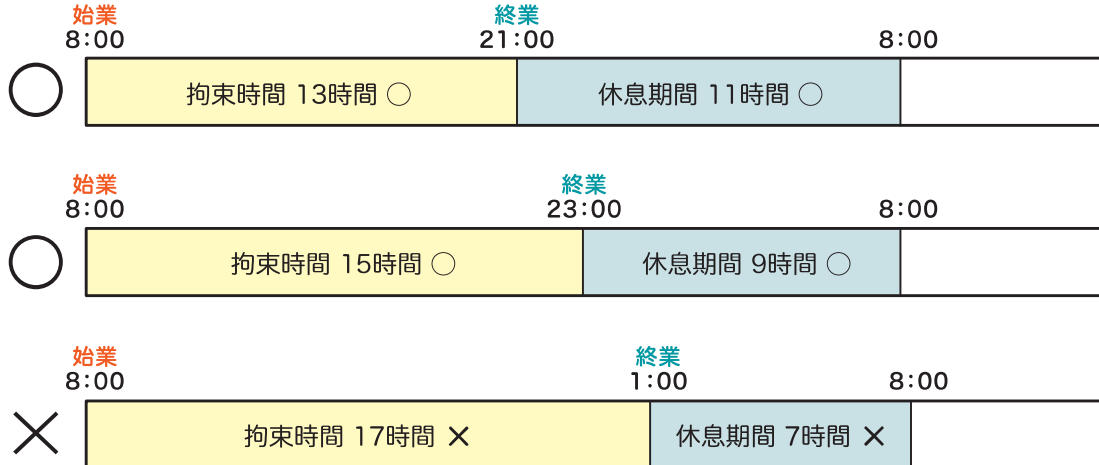 始業 終業
8:00 21:00 8:00
○ 拘束時間 13時間 ○ 休息期間 11時間 ○
始業 終業
8:00 23:00 8:00
○ 拘束時間 15時間 ○ 休息期間 9時間 ○
始業 終業
8:00 1:00 8:00
× 拘束時間 17時間 × 休息期間 7時間 ×